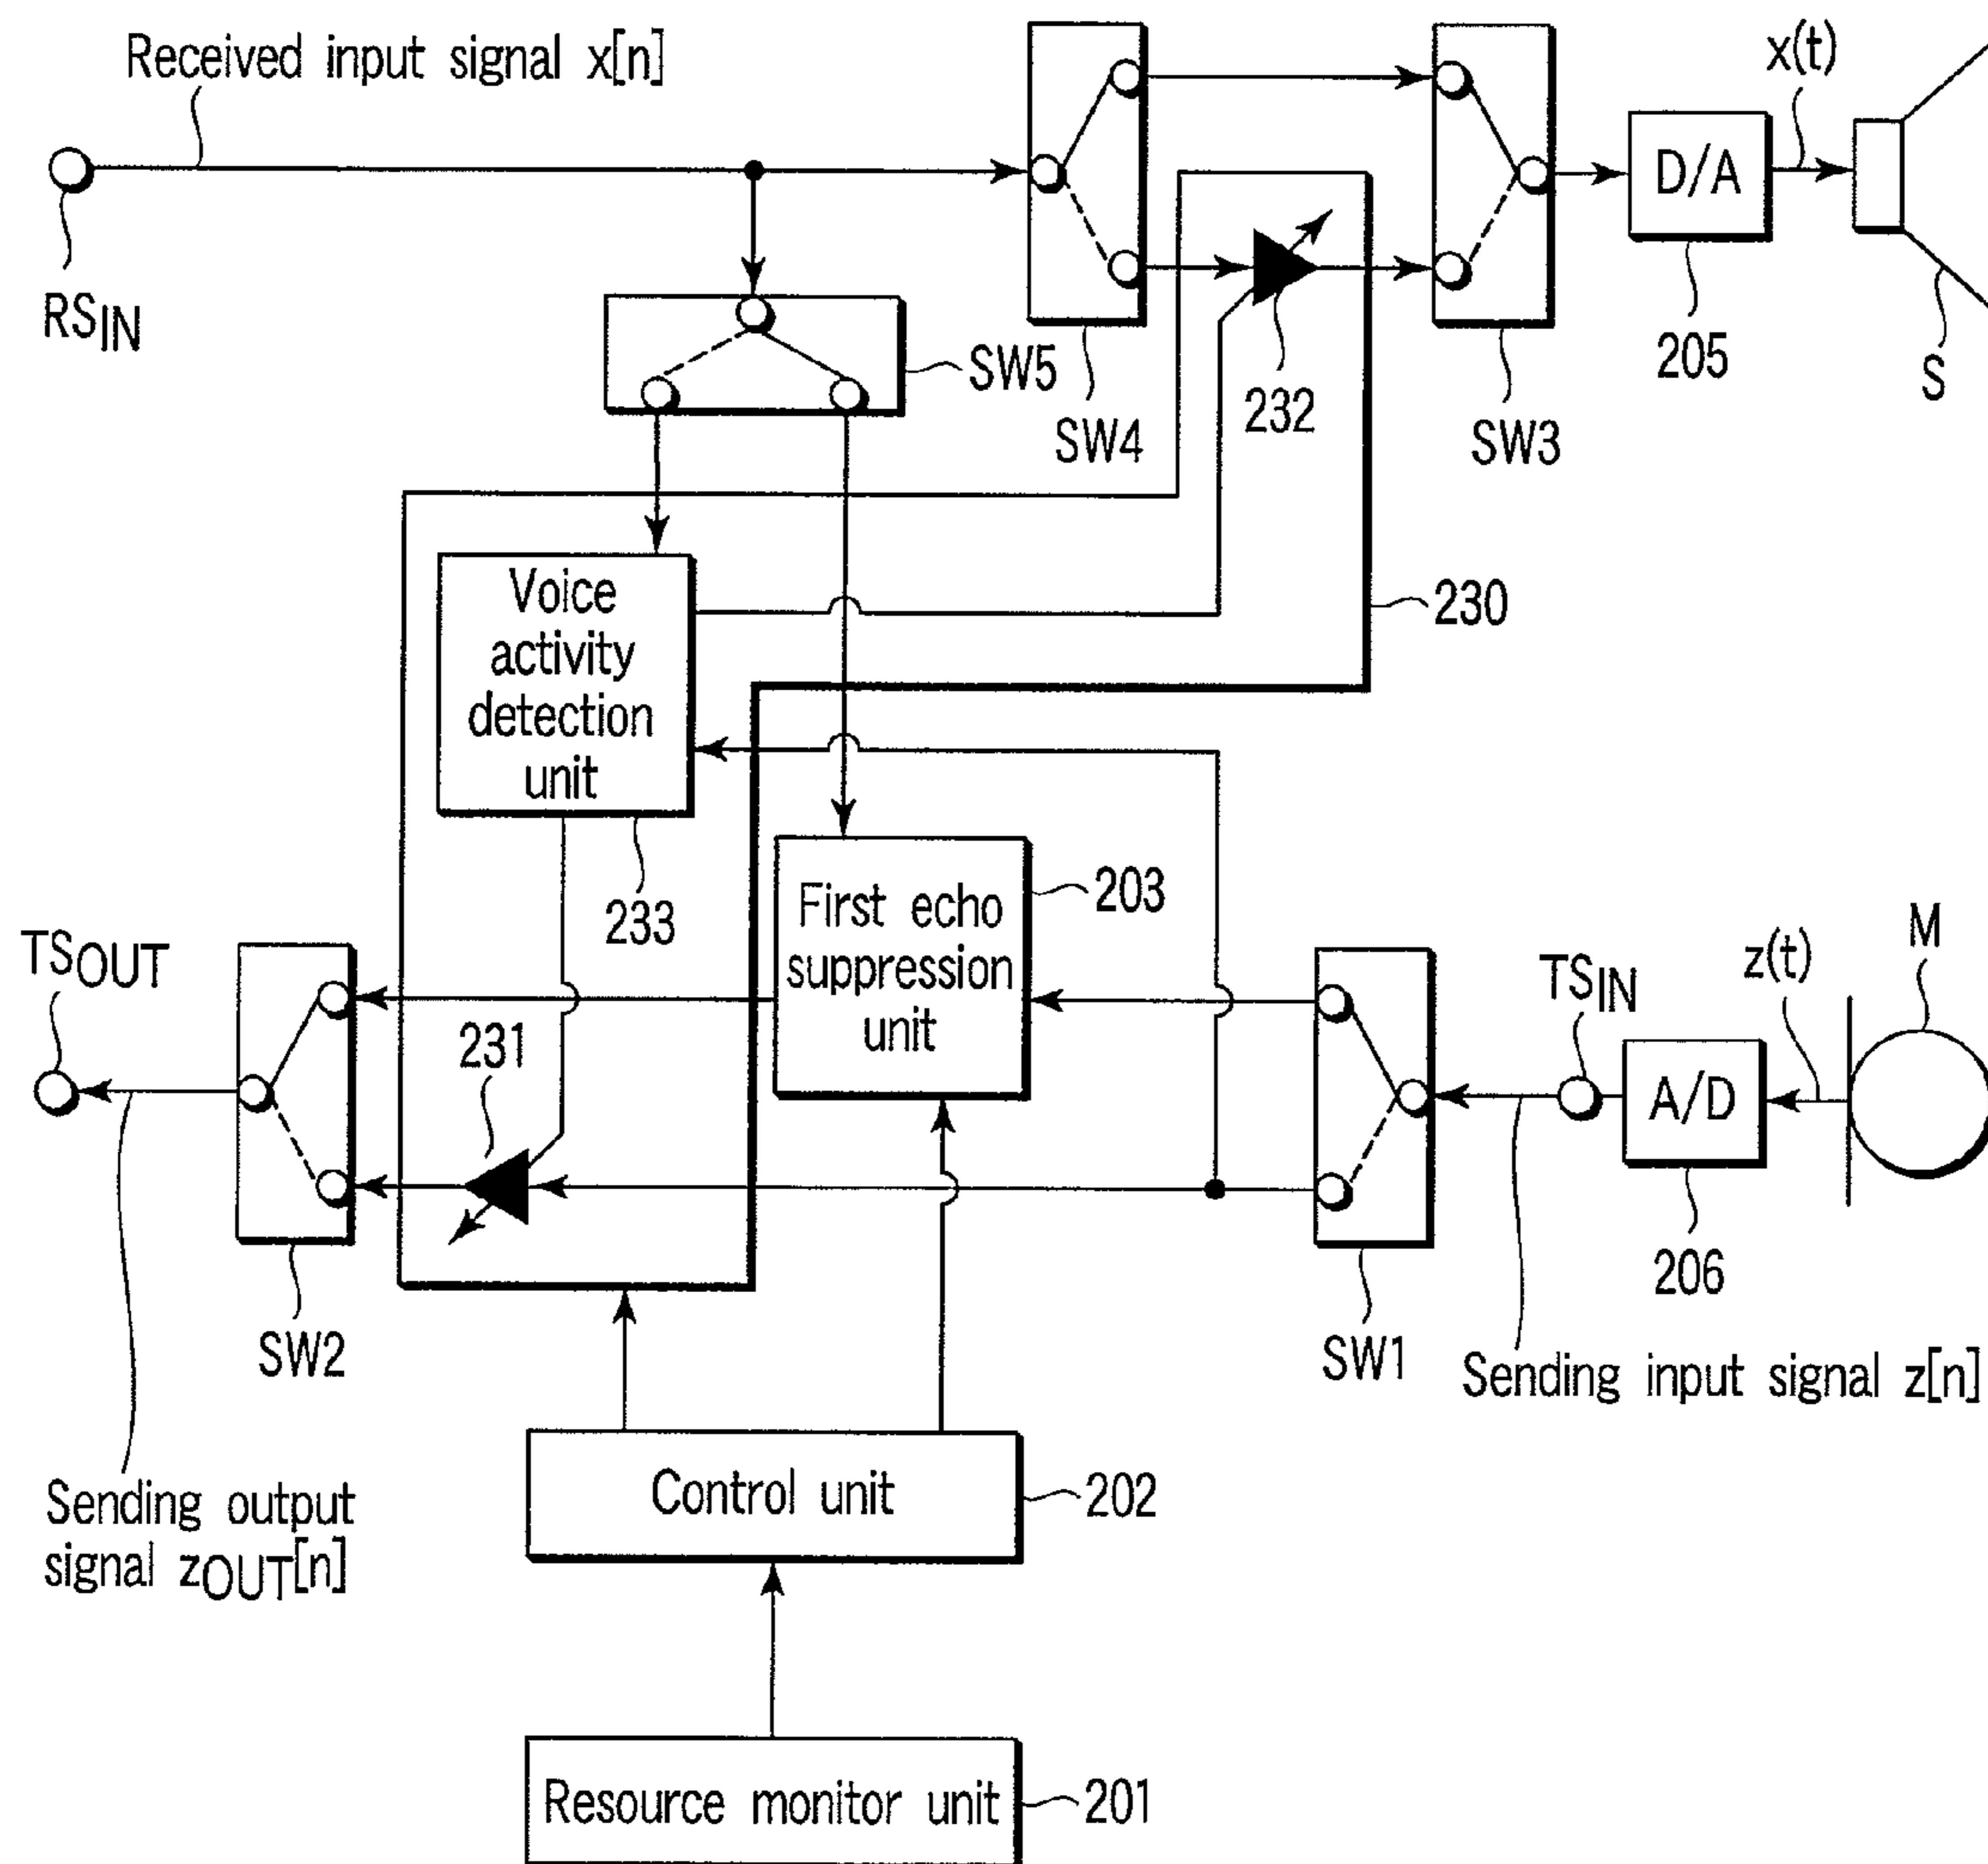 Received input signal x[n]
x(t)
D/A
RSIN
SW5
SW4
232
SW3
205
S
Voice
activity
detection
unit
230
233
First echo
suppression
unit
203
TSOUT
231
TSIN
z(t)
M
A/D
206
SW2
SW1
Sending input signal z[n]
Sending output
signal zOUT[n]
Control unit
202
Resource monitor unit
201